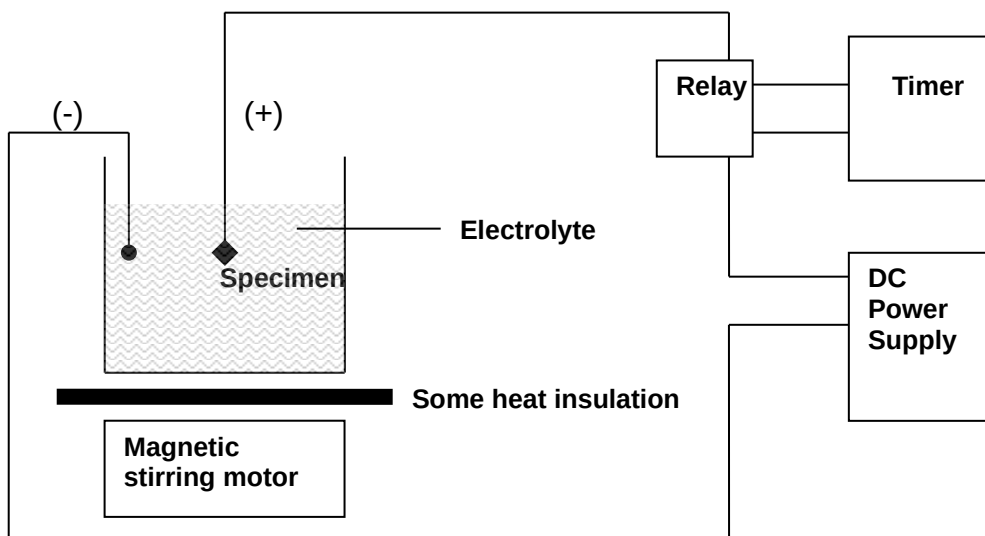 Relay
Timer
(-)
(+)
Electrolyte
Specimen
DC
Power
Supply
Some heat insulation
Magnetic
stirring motor